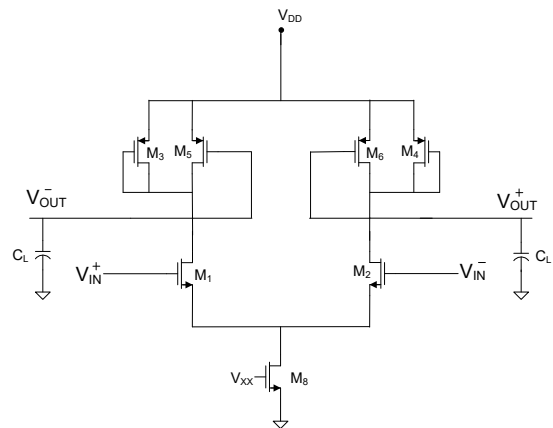 VDD
M3 M5 M6 M4
V−OUT V+OUT
CL CL
V+IN M1 M2 V−IN
VXX M8